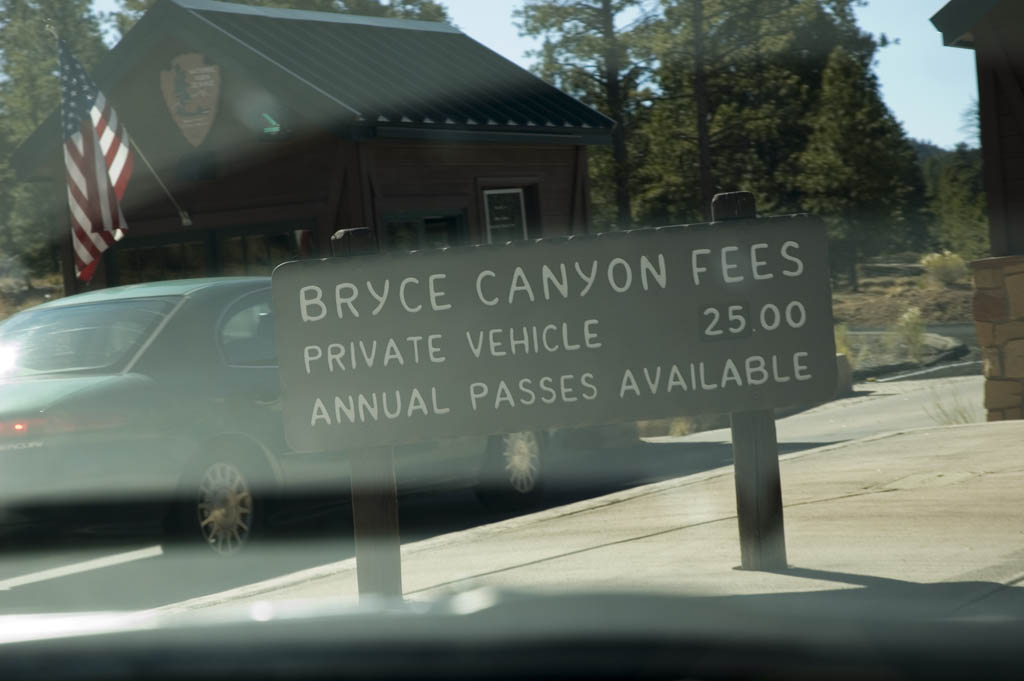 BRYCE CANYON FEES
PRIVATE VEHICLE 25.00
ANNUAL PASSES AVAILABLE